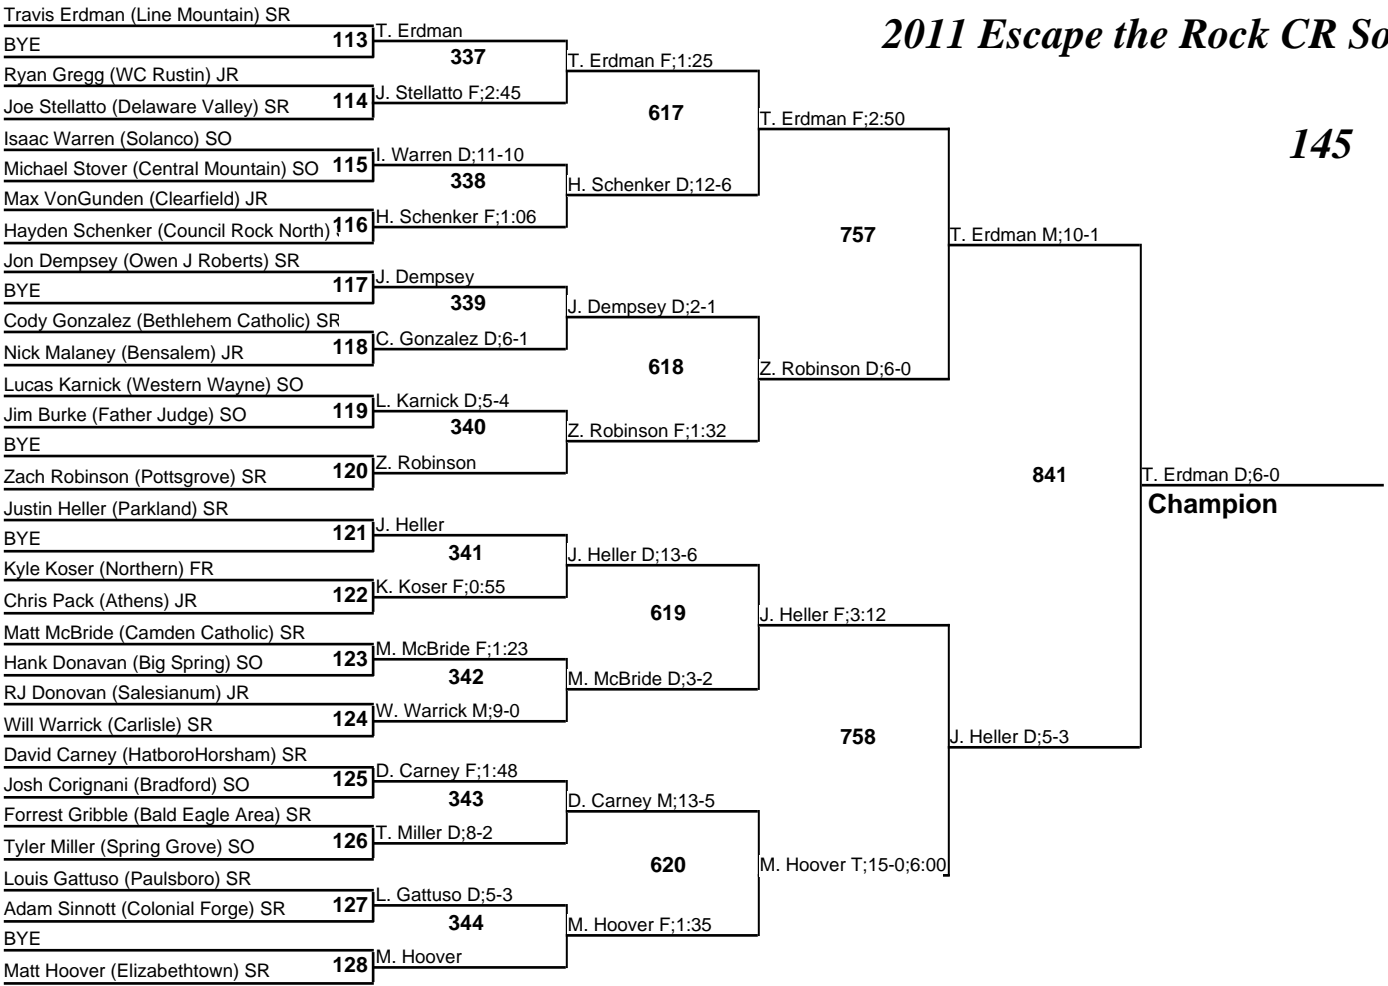 2011 Escape the Rock CR So
145
Travis Erdman (Line Mountain) SR
BYE
113
Ryan Gregg (WC Rustin) JR
Joe Stellatto (Delaware Valley) SR
114
Isaac Warren (Solanco) SO
Michael Stover (Central Mountain) SO
115
Max VonGunden (Clearfield) JR
Hayden Schenker (Council Rock North)
116
Jon Dempsey (Owen J Roberts) SR
BYE
117
Cody Gonzalez (Bethlehem Catholic) SR
Nick Malaney (Bensalem) JR
118
Lucas Karnick (Western Wayne) SO
Jim Burke (Father Judge) SO
119
BYE
Zach Robinson (Pottsgrove) SR
120
Justin Heller (Parkland) SR
BYE
121
Kyle Koser (Northern) FR
Chris Pack (Athens) JR
122
Matt McBride (Camden Catholic) SR
Hank Donavan (Big Spring) SO
123
RJ Donovan (Salesianum) JR
Will Warrick (Carlisle) SR
124
David Carney (HatboroHorsham) SR
Josh Corignani (Bradford) SO
125
Forrest Gribble (Bald Eagle Area) SR
Tyler Miller (Spring Grove) SO
126
Louis Gattuso (Paulsboro) SR
Adam Sinnott (Colonial Forge) SR
127
BYE
Matt Hoover (Elizabethtown) SR
128
T. Erdman
337
J. Stellatto F;2:45
I. Warren D;11-10
338
H. Schenker F;1:06
J. Dempsey
339
C. Gonzalez D;6-1
L. Karnick D;5-4
340
Z. Robinson
J. Heller
341
K. Koser F;0:55
M. McBride F;1:23
342
W. Warrick M;9-0
D. Carney F;1:48
343
T. Miller D;8-2
L. Gattuso D;5-3
344
M. Hoover
T. Erdman F;1:25
617
H. Schenker D;12-6
J. Dempsey D;2-1
618
Z. Robinson F;1:32
J. Heller D;13-6
619
M. McBride D;3-2
D. Carney M;13-5
620
M. Hoover F;1:35
T. Erdman F;2:50
757
Z. Robinson D;6-0
J. Heller F;3:12
758
M. Hoover T;15-0;6:00
T. Erdman M;10-1
841
J. Heller D;5-3
T. Erdman D;6-0
Champion